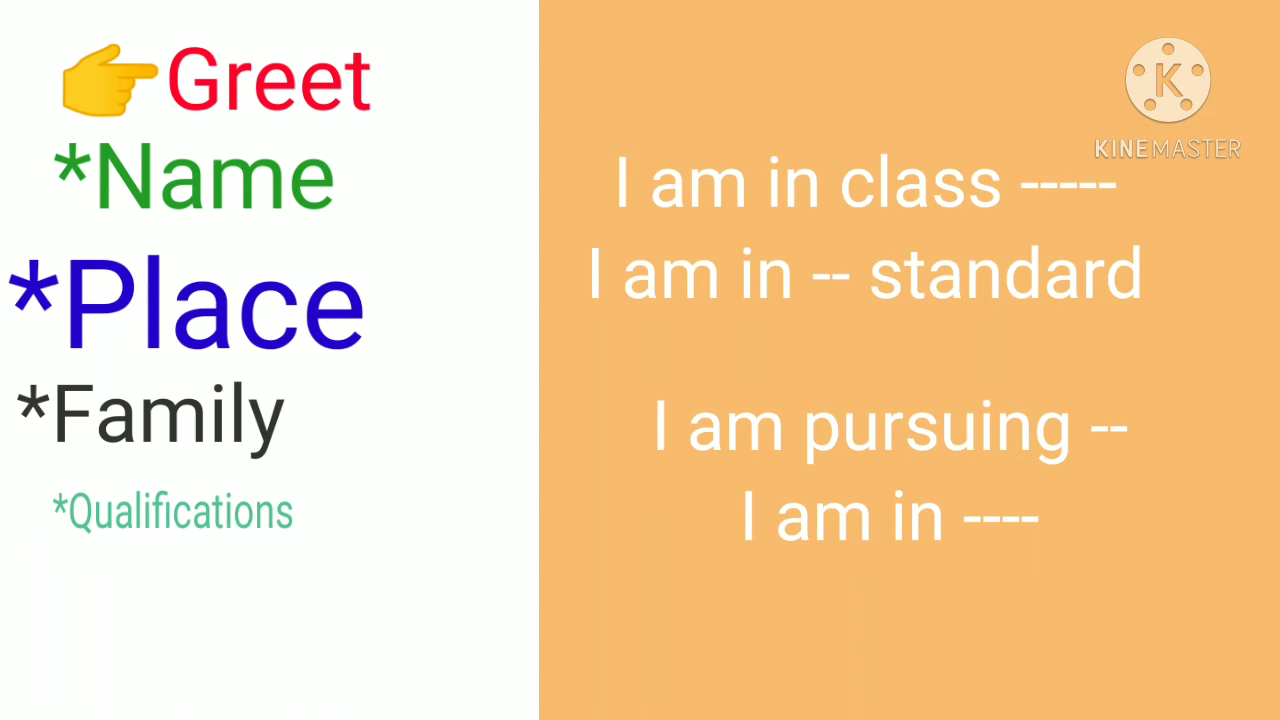 👉Greet
*Name
*Place
*Family
*Qualifications
KINEMASTER
I am in class -----
I am in -- standard
I am pursuing --
I am in ----